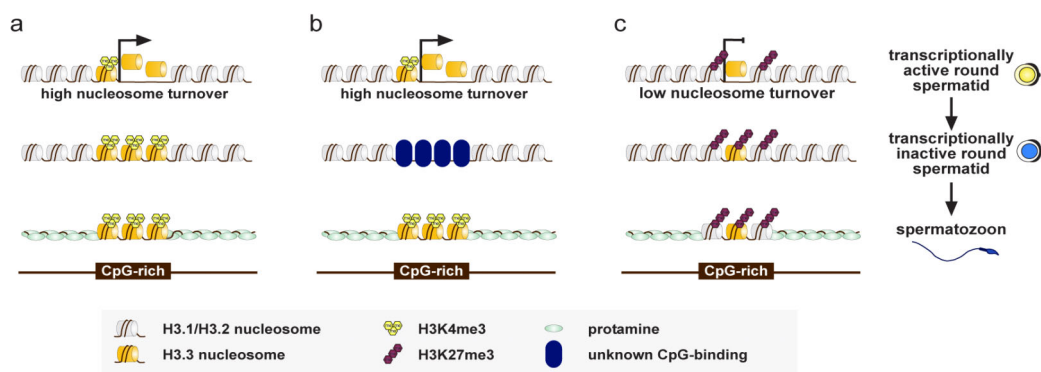 a
b
c
high nucleosome turnover
high nucleosome turnover
low nucleosome turnover
transcriptionally
active round
spermatid
transcriptionally
inactive round
spermatid
spermatozoon
CpG-rich
CpG-rich
CpG-rich
H3.1/H3.2 nucleosome
H3K4me3
protamine
H3.3 nucleosome
H3K27me3
unknown CpG-binding